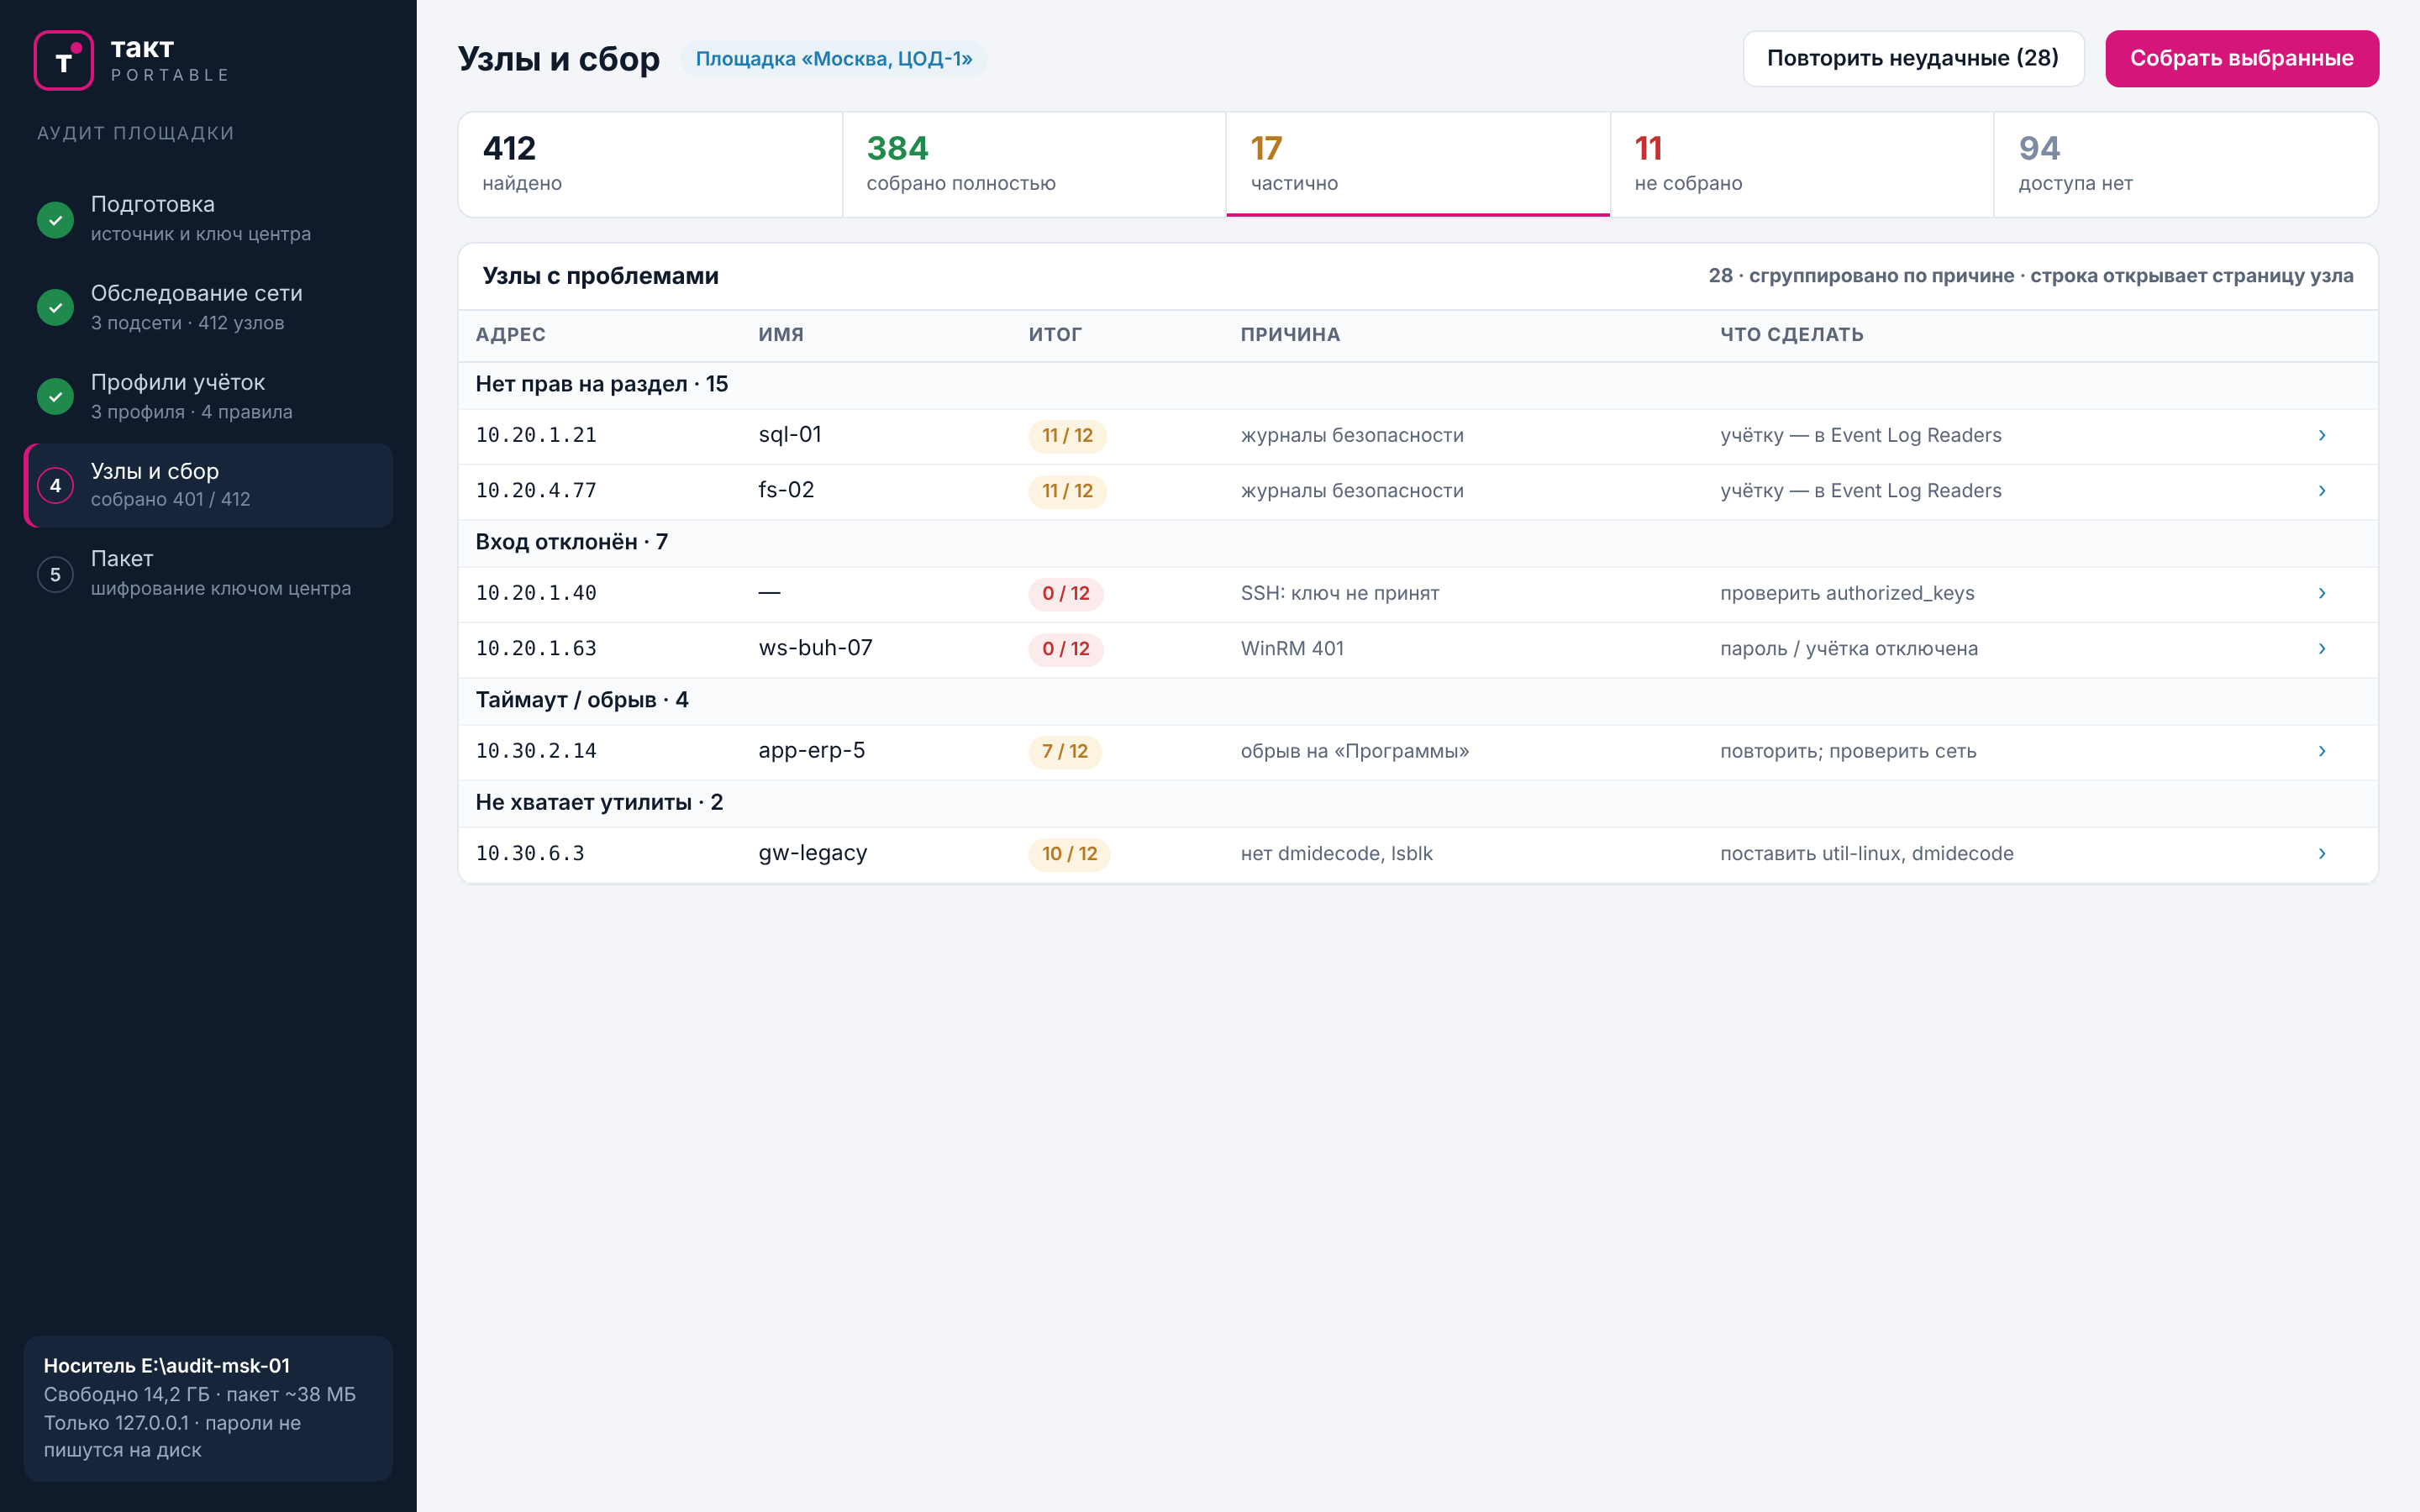 т
такт
PORTABLE
АУДИТ ПЛОЩАДКИ
Подготовка
источник и ключ центра
Обследование сети
3 подсети · 412 узлов
Профили учёток
3 профиля · 4 правила
4
Узлы и сбор
собрано 401 / 412
5
Пакет
шифрование ключом центра
Носитель E:\audit-msk-01
Свободно 14,2 ГБ · пакет ~38 МБ
Только 127.0.0.1 · пароли не
пишутся на диск
Узлы и сбор
Площадка «Москва, ЦОД-1»
Повторить неудачные (28)
Собрать выбранные
412
найдено
384
собрано полностью
17
частично
11
не собрано
94
доступа нет
Узлы с проблемами
28 · сгруппировано по причине · строка открывает страницу узла
АДРЕС ИМЯ ИТОГ ПРИЧИНА ЧТО СДЕЛАТЬ
Нет прав на раздел · 15
10.20.1.21 sql-01 11 / 12 журналы безопасности учётку — в Event Log Readers ›
10.20.4.77 fs-02 11 / 12 журналы безопасности учётку — в Event Log Readers ›
Вход отклонён · 7
10.20.1.40 — 0 / 12 SSH: ключ не принят проверить authorized_keys ›
10.20.1.63 ws-buh-07 0 / 12 WinRM 401 пароль / учётка отключена ›
Таймаут / обрыв · 4
10.30.2.14 app-erp-5 7 / 12 обрыв на «Программы» повторить; проверить сеть ›
Не хватает утилиты · 2
10.30.6.3 gw-legacy 10 / 12 нет dmidecode, lsblk поставить util-linux, dmidecode ›